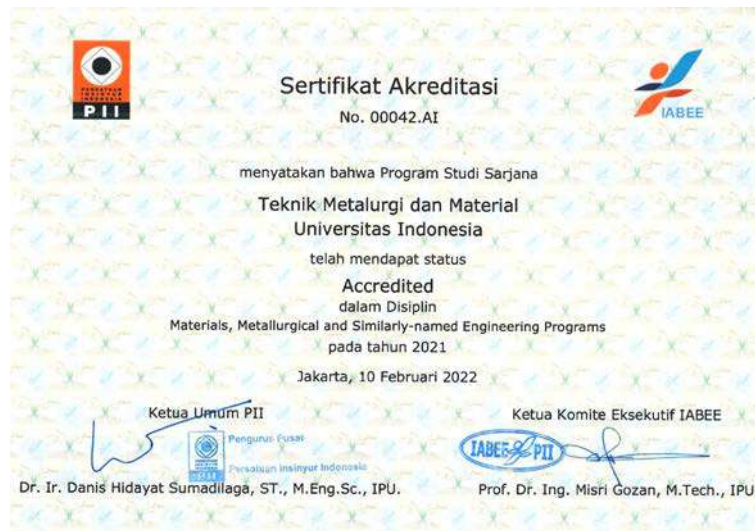 PERSATUAN
INSINYUR
INDONESIA
PII
IABEE
Sertifikat Akreditasi
No. 00042.AI
menyatakan bahwa Program Studi Sarjana
Teknik Metalurgi dan Material
Universitas Indonesia
telah mendapat status
Accredited
dalam Disiplin
Materials, Metallurgical and Similarly-named Engineering Programs
pada tahun 2021
Jakarta, 10 Februari 2022
Ketua Umum PII
Pengurus Pusat
Persatuan Insinyur Indonesia
Dr. Ir. Danis Hidayat Sumadilaga, ST., M.Eng.Sc., IPU.
Ketua Komite Eksekutif IABEE
IABEE PII
Prof. Dr. Ing. Misri Gozan, M.Tech., IPU